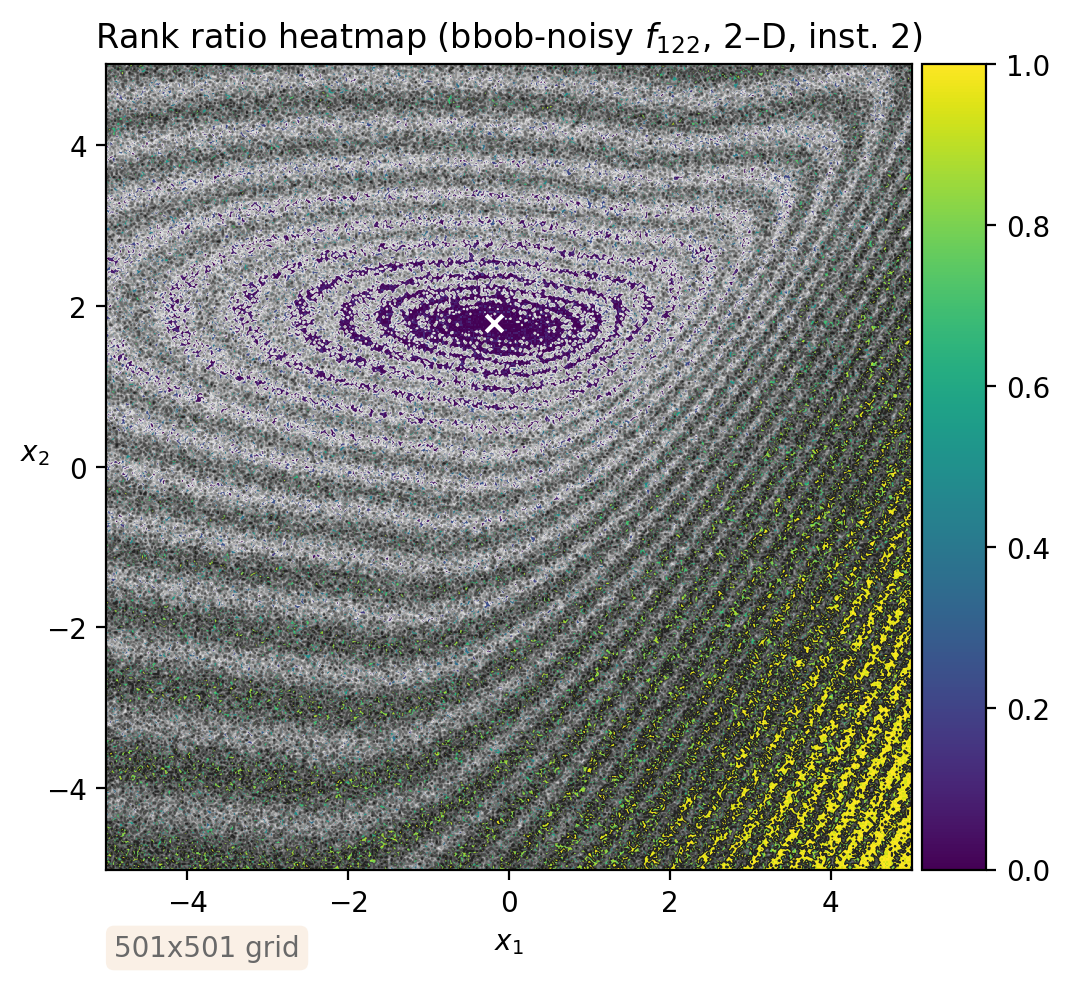 Rank ratio heatmap (bbob-noisy f₁₂₂, 2–D, inst. 2)
1.0
0.8
0.6
0.4
0.2
0.0
4
2
0
−2
−4
x₂
−4 −2 0 2 4
x₁
501x501 grid